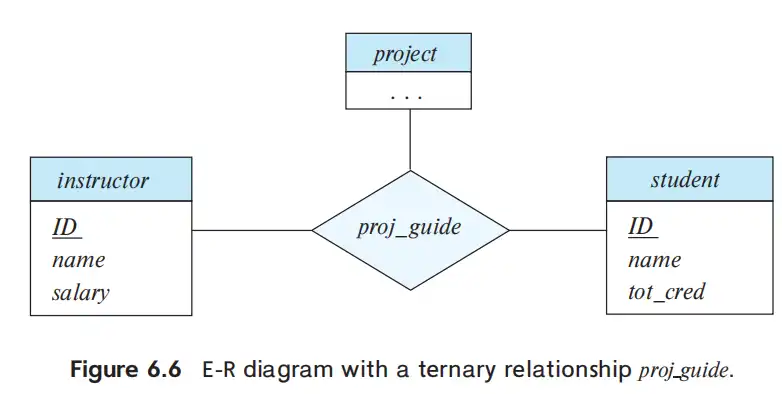 project
. . .
instructor
ID
name
salary
proj_guide
student
ID
name
tot_cred
Figure 6.6 E-R diagram with a ternary relationship proj_guide.